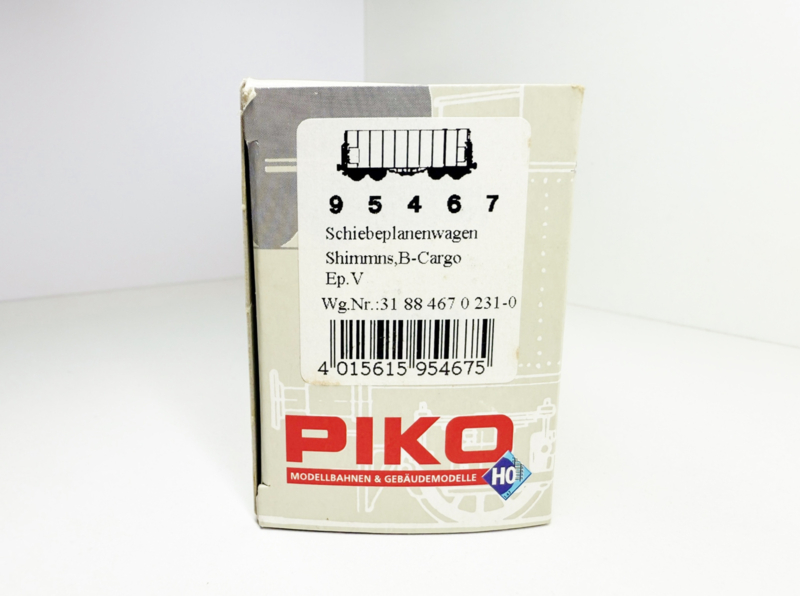 9 5 4 6 7
Schiebeplanenwagen
Shimmns,B-Cargo
Ep.V
Wg.Nr.:31 88 467 0 231-0
4 015615 954675
PIKO
MODELLBAHNEN & GEBÄUDEMODELLE
H0